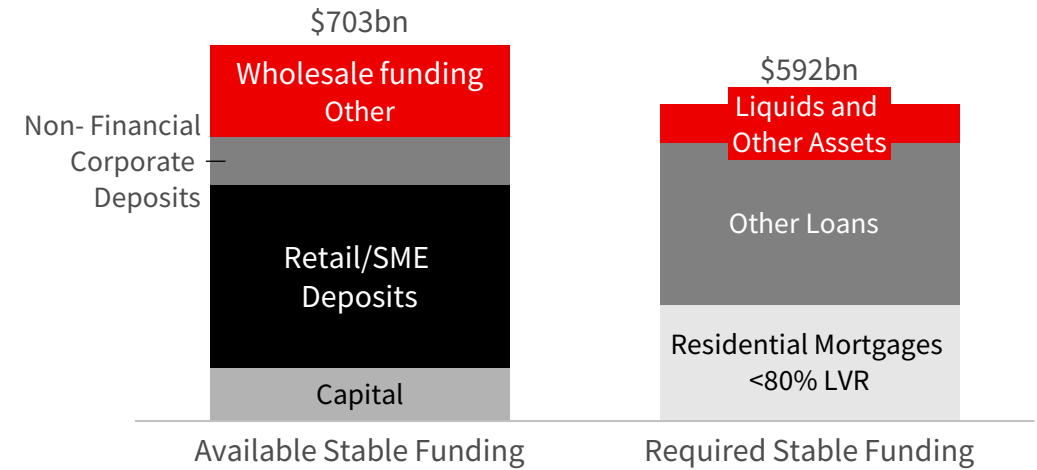 $703bn
Wholesale funding
Other
Non- Financial
Corporate
Deposits
Retail/SME
Deposits
Capital
Available Stable Funding
$592bn
Liquids and
Other Assets
Other Loans
Residential Mortgages
<80% LVR
Required Stable Funding